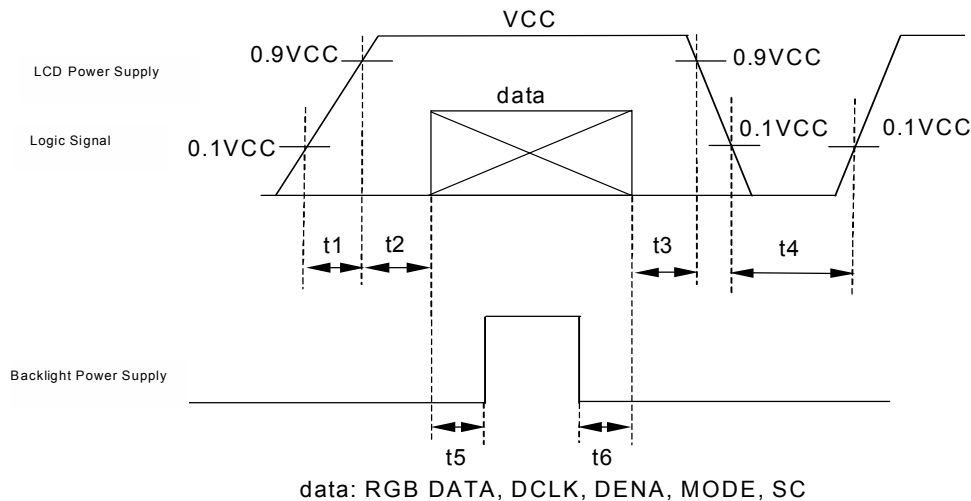 VCC
0.9VCC
0.9VCC
LCD Power Supply
data
Logic Signal
0.1VCC
0.1VCC
0.1VCC
t1
t2
t3
t4
Backlight Power Supply
t5
t6
data: RGB DATA, DCLK, DENA, MODE, SC